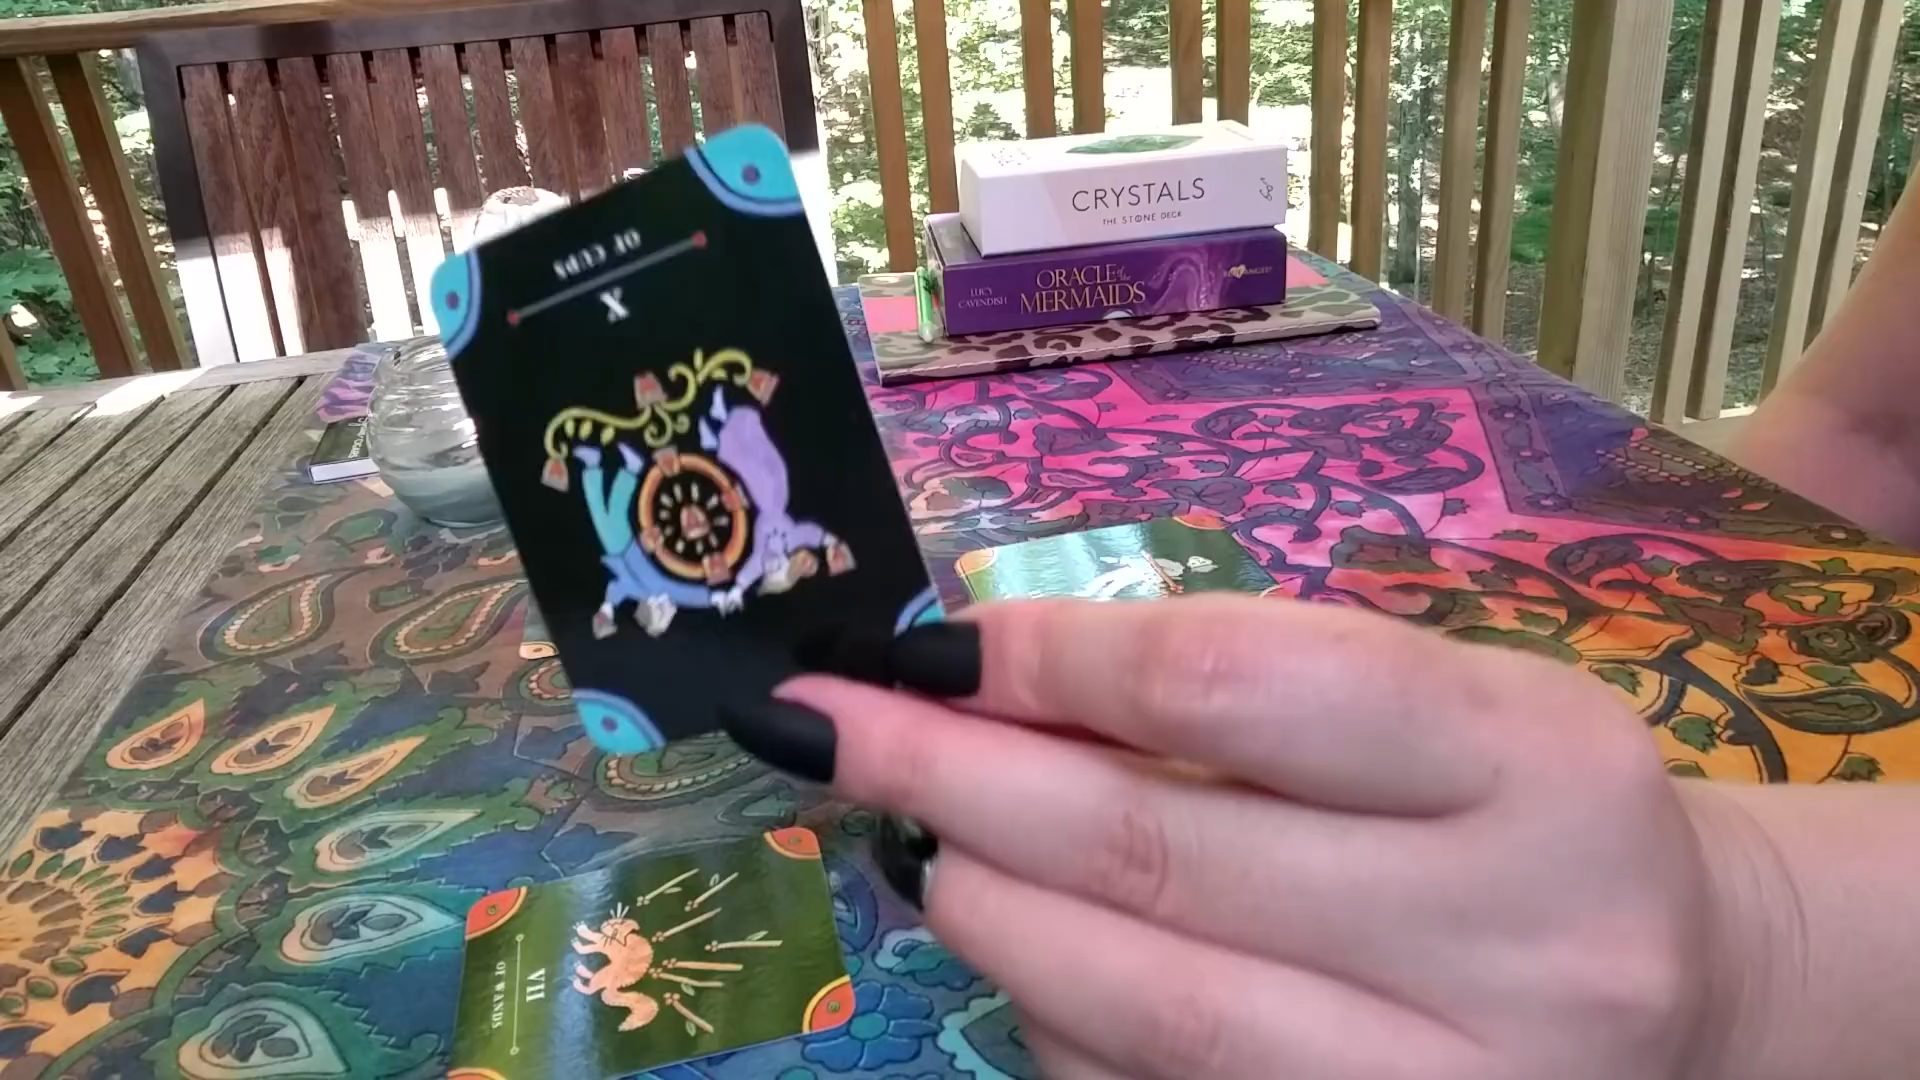 X
OF CUPS
CRYSTALS
THE STONE DECK
LUCY
CAVENDISH
ORACLE of the
MERMAIDS
VII
OF WANDS